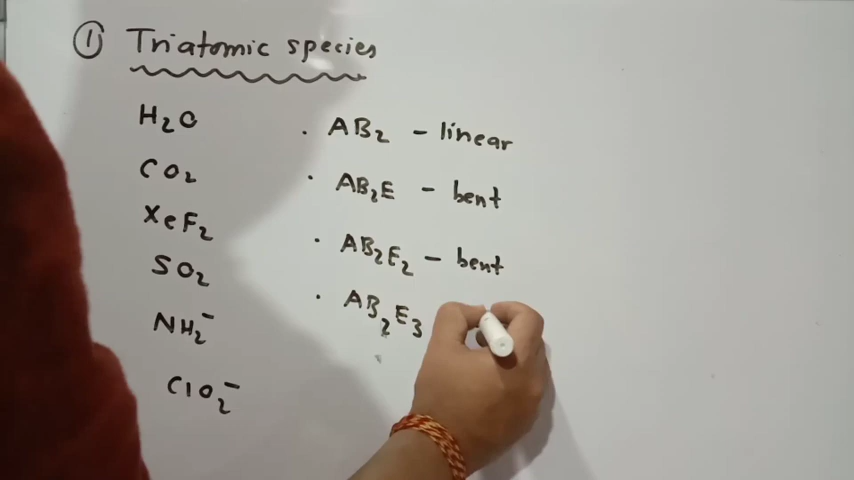 ① Triatomic species
H₂O
CO₂
XeF₂
SO₂
NH₂⁻
ClO₂⁻
· AB₂ – linear
· AB₂E – bent
· AB₂E₂ – bent
· AB₂E₃